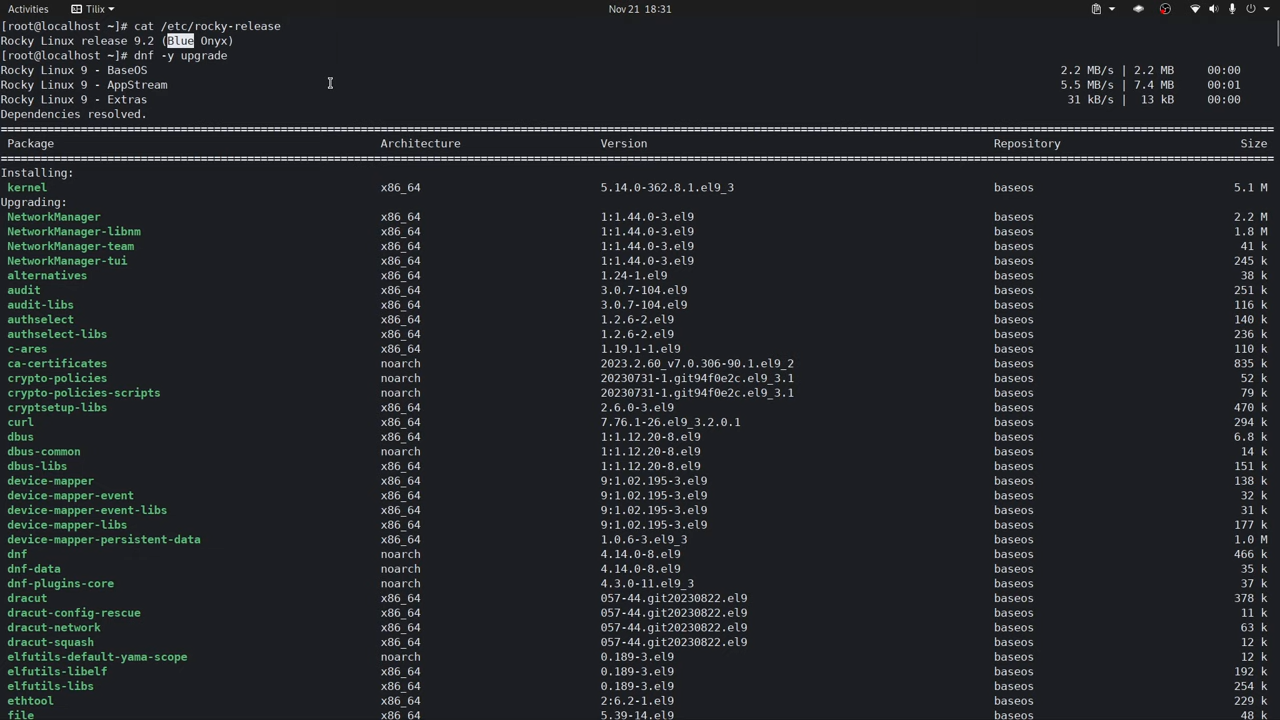 Activities Tilix Nov 21 18:31
[root@localhost ~]# cat /etc/rocky-release
Rocky Linux release 9.2 (Blue Onyx)
[root@localhost ~]# dnf -y upgrade
Rocky Linux 9 - BaseOS 2.2 MB/s | 2.2 MB 00:00
Rocky Linux 9 - AppStream 5.5 MB/s | 7.4 MB 00:01
Rocky Linux 9 - Extras 31 kB/s | 13 kB 00:00
Dependencies resolved.
Package Architecture Version Repository Size
Installing:
kernel x86_64 5.14.0-362.8.1.el9_3 baseos 5.1 M
Upgrading:
NetworkManager x86_64 1:1.44.0-3.el9 baseos 2.2 M
NetworkManager-libnm x86_64 1:1.44.0-3.el9 baseos 1.8 M
NetworkManager-team x86_64 1:1.44.0-3.el9 baseos 41 k
NetworkManager-tui x86_64 1:1.44.0-3.el9 baseos 245 k
alternatives x86_64 1.24-1.el9 baseos 38 k
audit x86_64 3.0.7-104.el9 baseos 251 k
audit-libs x86_64 3.0.7-104.el9 baseos 116 k
authselect x86_64 1.2.6-2.el9 baseos 140 k
authselect-libs x86_64 1.2.6-2.el9 baseos 236 k
c-ares x86_64 1.19.1-1.el9 baseos 110 k
ca-certificates noarch 2023.2.60_v7.0.306-90.1.el9_2 baseos 835 k
crypto-policies noarch 20230731-1.git94f0e2c.el9_3.1 baseos 52 k
crypto-policies-scripts noarch 20230731-1.git94f0e2c.el9_3.1 baseos 79 k
cryptsetup-libs x86_64 2.6.0-3.el9 baseos 470 k
curl x86_64 7.76.1-26.el9_3.2.0.1 baseos 294 k
dbus x86_64 1:1.12.20-8.el9 baseos 6.8 k
dbus-common noarch 1:1.12.20-8.el9 baseos 14 k
dbus-libs x86_64 1:1.12.20-8.el9 baseos 151 k
device-mapper x86_64 9:1.02.195-3.el9 baseos 138 k
device-mapper-event x86_64 9:1.02.195-3.el9 baseos 32 k
device-mapper-event-libs x86_64 9:1.02.195-3.el9 baseos 31 k
device-mapper-libs x86_64 9:1.02.195-3.el9 baseos 177 k
device-mapper-persistent-data x86_64 1.0.6-3.el9_3 baseos 1.0 M
dnf noarch 4.14.0-8.el9 baseos 466 k
dnf-data noarch 4.14.0-8.el9 baseos 35 k
dnf-plugins-core noarch 4.3.0-11.el9_3 baseos 37 k
dracut x86_64 057-44.git20230822.el9 baseos 378 k
dracut-config-rescue x86_64 057-44.git20230822.el9 baseos 11 k
dracut-network x86_64 057-44.git20230822.el9 baseos 63 k
dracut-squash x86_64 057-44.git20230822.el9 baseos 12 k
elfutils-default-yama-scope noarch 0.189-3.el9 baseos 12 k
elfutils-libelf x86_64 0.189-3.el9 baseos 192 k
elfutils-libs x86_64 0.189-3.el9 baseos 254 k
ethtool x86_64 2:6.2-1.el9 baseos 229 k
file x86_64 5.39-14.el9 baseos 48 k